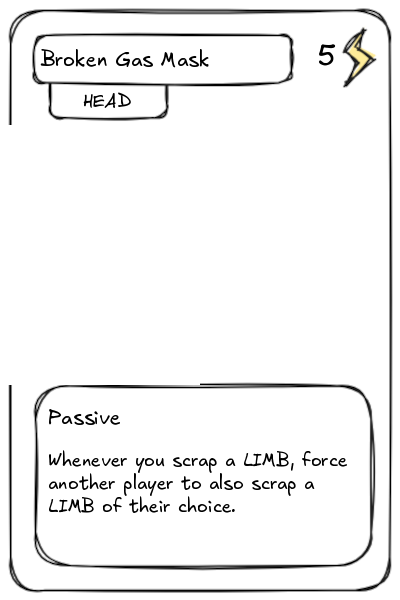 Broken Gas Mask
5
HEAD
Passive
Whenever you scrap a LIMB, force
another player to also scrap a
LIMB of their choice.